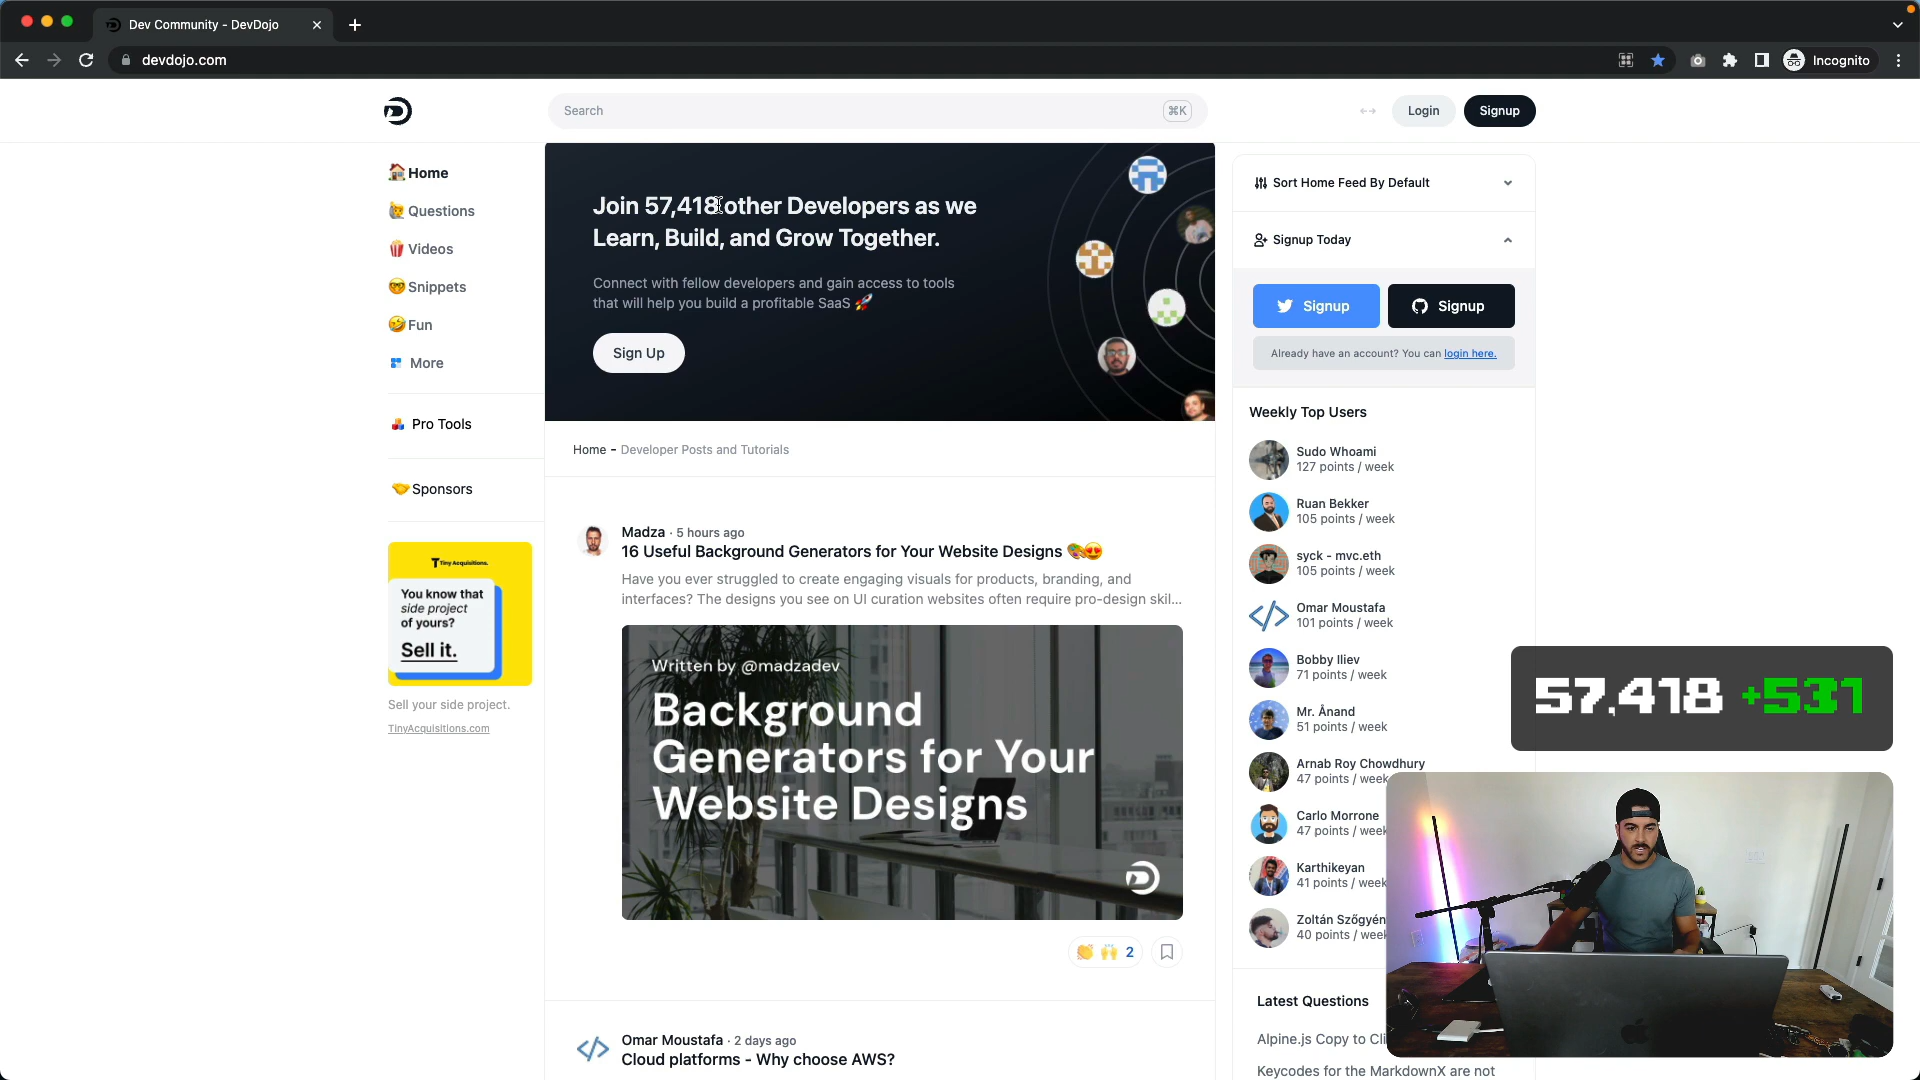 Dev Community - DevDojo
devdojo.com
Incognito
Search
⌘K
Login
Signup
Home
Questions
Videos
Snippets
Fun
More
Pro Tools
Sponsors
Tiny Acquisitions.
You know that
side project
of yours?
Sell it.
Sell your side project.
TinyAcquisitions.com
Join 57,418 other Developers as we
Learn, Build, and Grow Together.
Connect with fellow developers and gain access to tools
that will help you build a profitable SaaS 🚀
Sign Up
Home - Developer Posts and Tutorials
Madza · 5 hours ago
16 Useful Background Generators for Your Website Designs 🎨😍
Have you ever struggled to create engaging visuals for products, branding, and
interfaces? The designs you see on UI curation websites often require pro-design skil...
Written by @madzadev
Background
Generators for Your
Website Designs
2
Omar Moustafa · 2 days ago
Cloud platforms - Why choose AWS?
Sort Home Feed By Default
Signup Today
Signup
Signup
Already have an account? You can login here.
Weekly Top Users
Sudo Whoami
127 points / week
Ruan Bekker
105 points / week
syck - mvc.eth
105 points / week
Omar Moustafa
101 points / week
Bobby Iliev
71 points / week
Mr. Ånand
51 points / week
Arnab Roy Chowdhury
47 points / week
Carlo Morrone
47 points / week
Karthikeyan
41 points / week
Zoltán Szőgyén
40 points / week
Latest Questions
Alpine.js Copy to Cli
Keycodes for the MarkdownX are not
57,418 +531